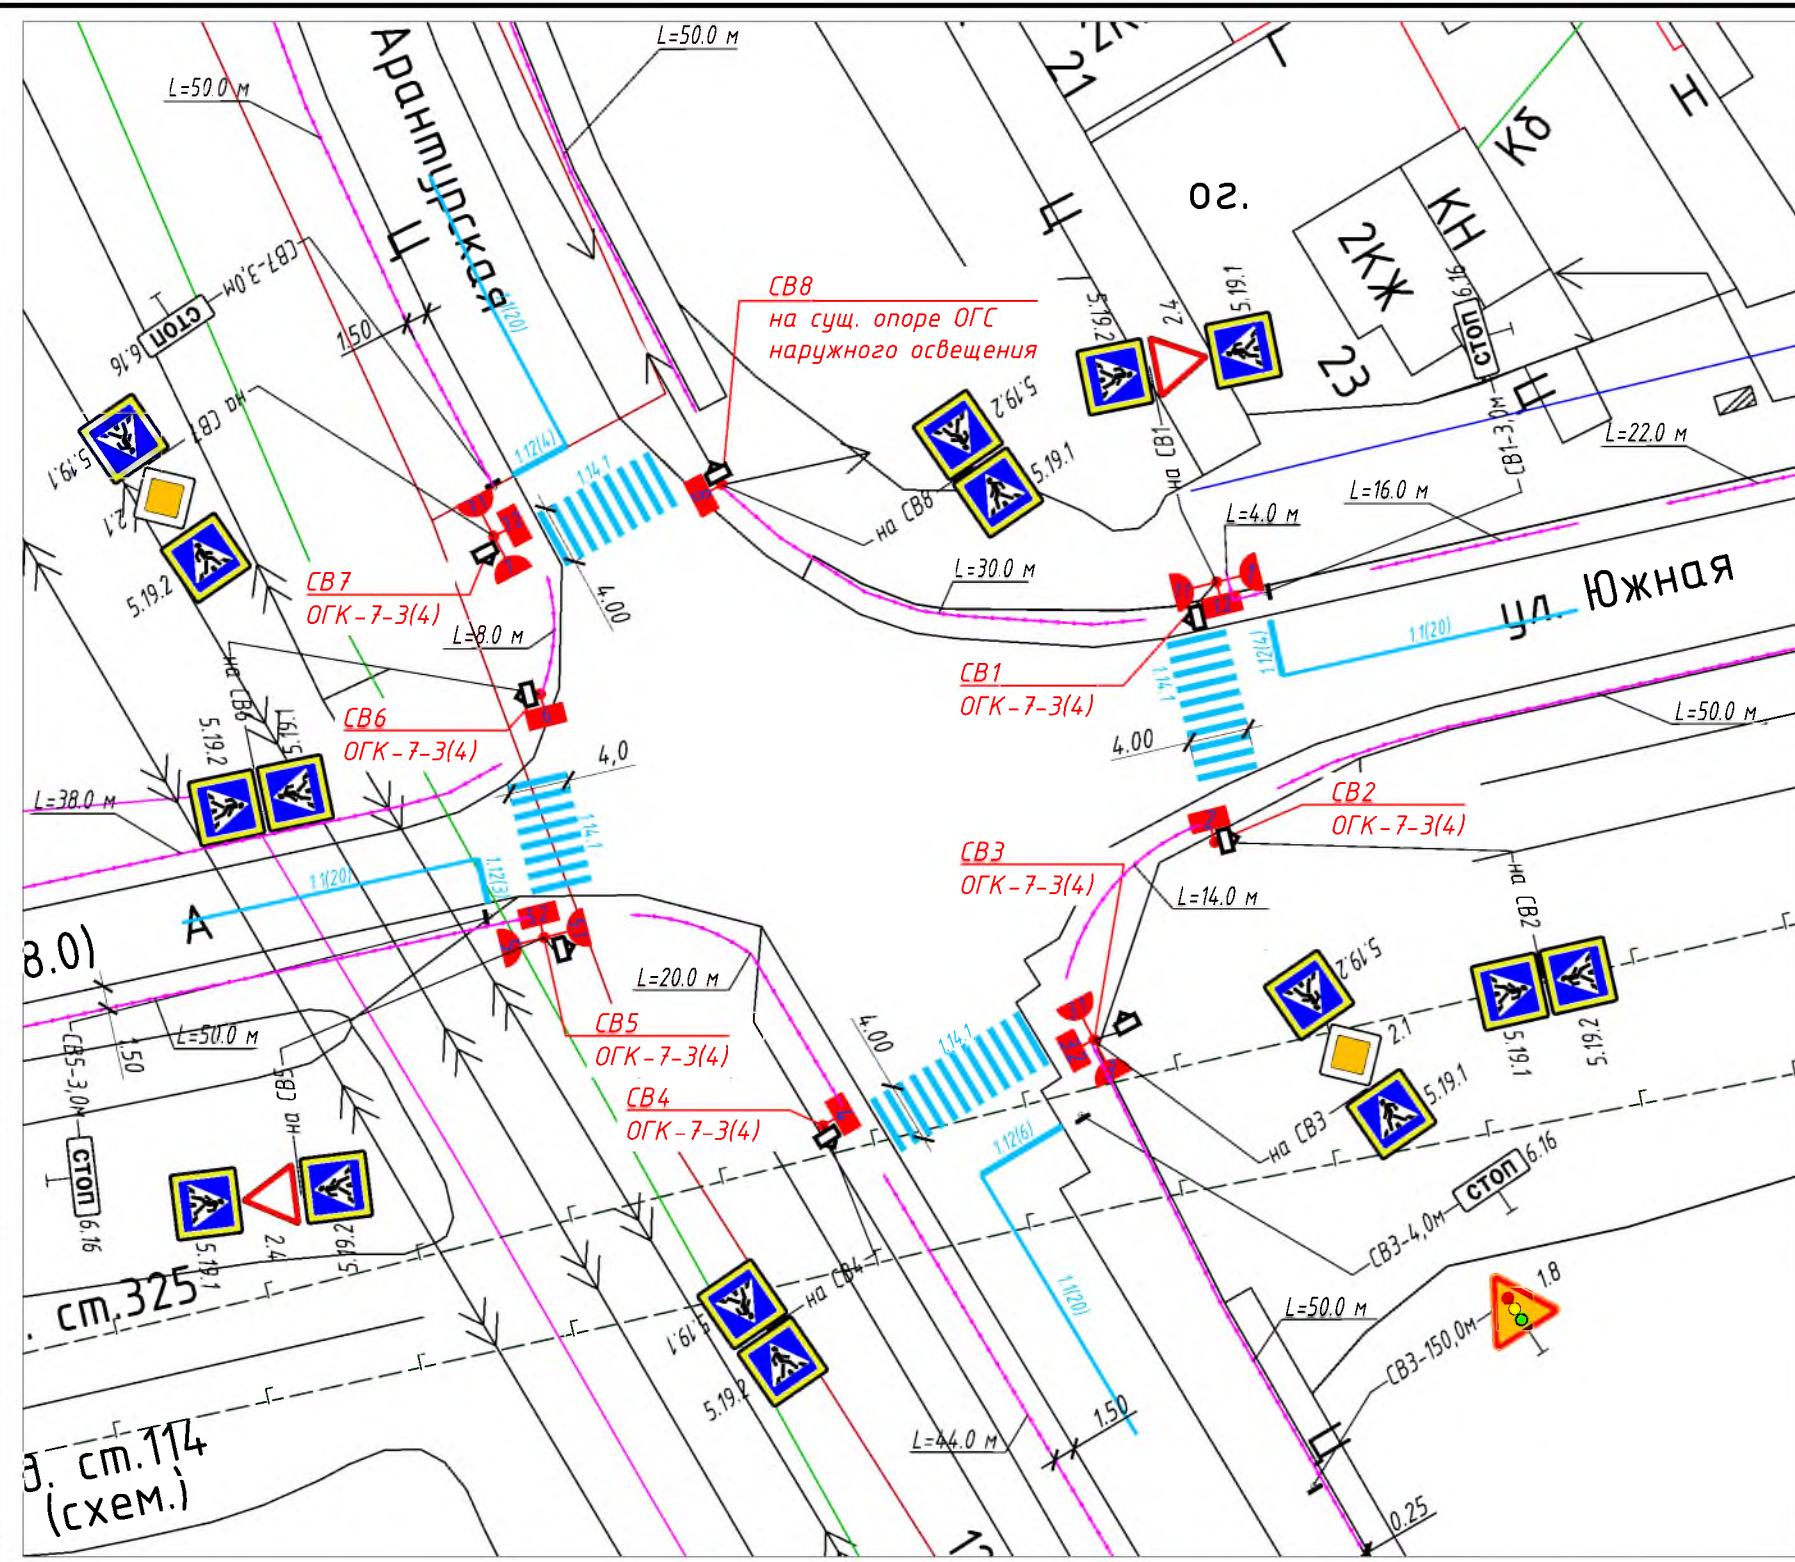 L=50.0 м
Арантурская
L=50.0 м
21
2К
Г
Н
Кб
КН
2КЖ
23
Ц
ог.
Ц
Ц
СВ7-3,0м
СТОП
6.16
1.50
1.1(20)
СВ8
на сущ. опоре ОГС
наружного освещения
5.19.2
2.4
5.19.1
6.16
СТОП
СВ1-3,0м
на СВ1
L=22.0 м
L=16.0 м
L=4.0 м
на СВ7
5.19.1
2.1
5.19.2
1.12(4)
1.14.1
5.19.2
5.19.1
на СВ8
L=30.0 м
4.00
СВ7
ОГК-7-3(4)
L=8.0 м
ул. Южная
1.1(20)
1.12(4)
1.14.1
СВ1
ОГК-7-3(4)
4.00
L=50.0 м
на СВ6
5.19.2
5.19.1
СВ6
ОГК-7-3(4)
4,0
L=38.0 м
1.14.1
1.1(20)
1.12(3)
СВ2
ОГК-7-3(4)
СВ3
ОГК-7-3(4)
L=14.0 м
на СВ2
А
8.0)
L=20.0 м
L=50.0 м
1.50
СВ5-3,0м
СТОП
6.16
на СВ5
5.19.1
2.4
5.19.2
СВ5
ОГК-7-3(4)
СВ4
ОГК-7-3(4)
4.00
1.14.1
1.12(6)
1.1(20)
5.19.2
2.1
5.19.1
на СВ3
5.19.1
5.19.2
СТОП
6.16
СВ3-4,0м
1.8
СВ3-150,0м
L=50.0 м
. ст.325
на СВ4
5.19.1
5.19.2
L=44.0 м
1.50
Ц
0.25
д. ст.114
(схем.)